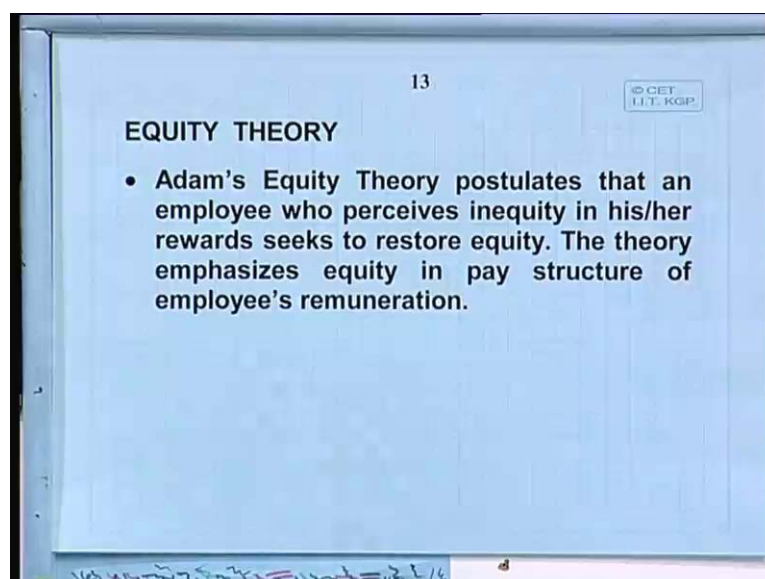 13
© CET
I.I.T. KGP
EQUITY THEORY
• Adam's Equity Theory postulates that an
employee who perceives inequity in his/her
rewards seeks to restore equity. The theory
emphasizes equity in pay structure of
employee's remuneration.